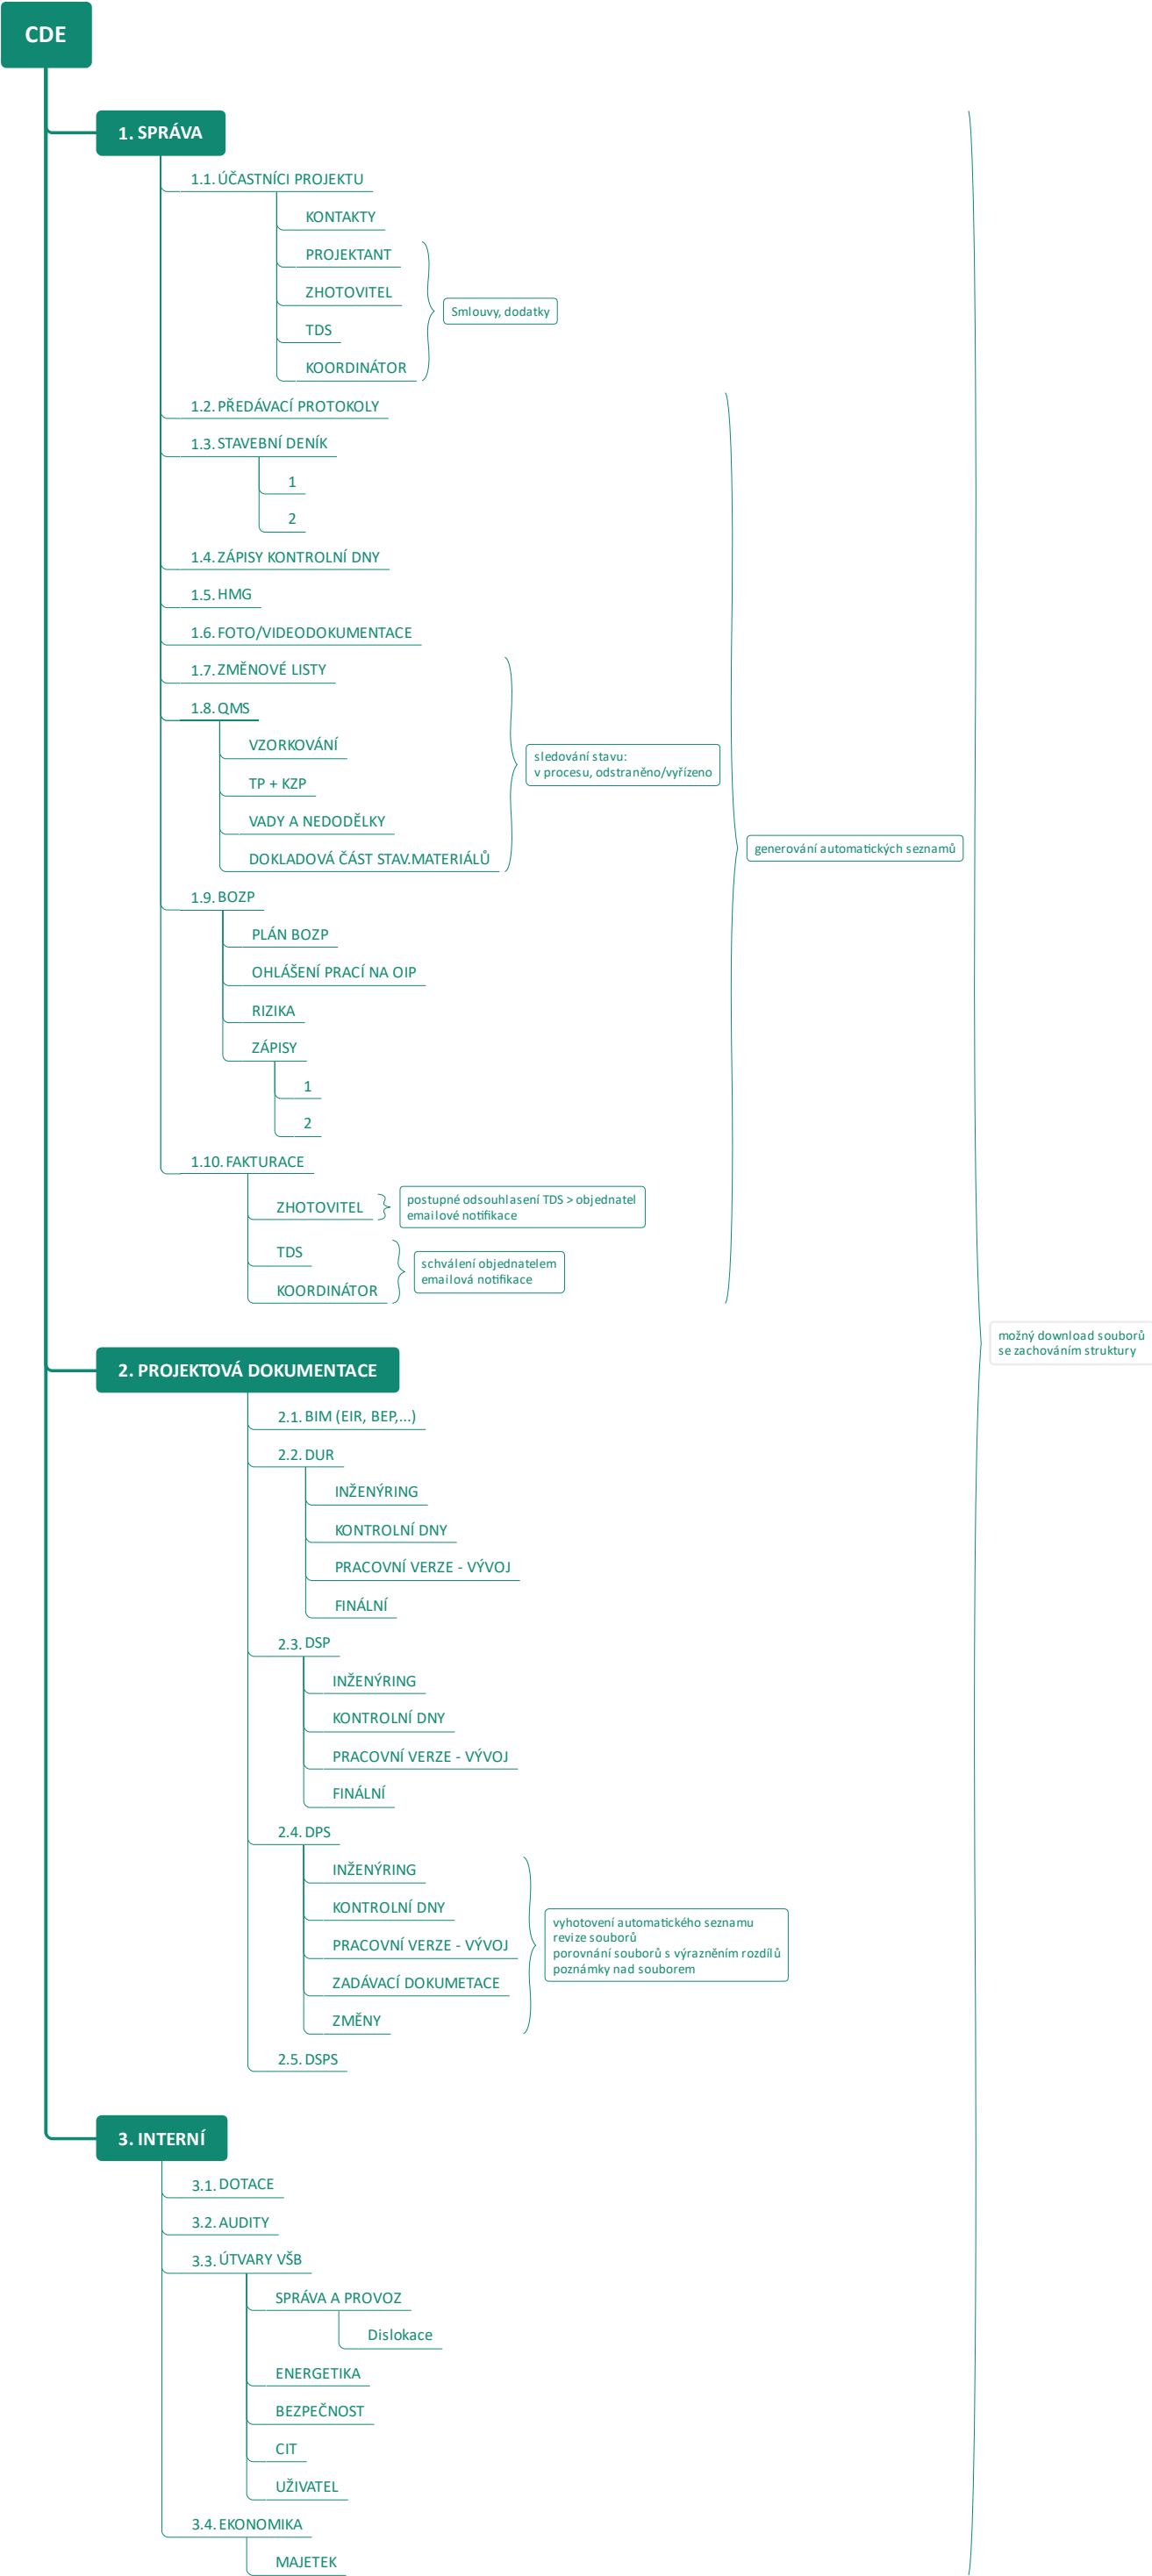 CDE
1. SPRÁVA
1.1. ÚČASTNÍCI PROJEKTU
KONTAKTY
PROJEKTANT
ZHOTOVITEL
TDS
KOORDINÁTOR
Smlouvy, dodatky
1.2. PŘEDÁVACÍ PROTOKOLY
1.3. STAVEBNÍ DENÍK
1
2
1.4. ZÁPISY KONTROLNÍ DNY
1.5. HMG
1.6. FOTO/VIDEODOKUMENTACE
1.7. ZMĚNOVÉ LISTY
1.8. QMS
VZORKOVÁNÍ
TP + KZP
VADY A NEDODĚLKY
DOKLADOVÁ ČÁST STAV.MATERIÁLŮ
sledování stavu:
v procesu, odstraněno/vyřízeno
generování automatických seznamů
1.9. BOZP
PLÁN BOZP
OHLÁŠENÍ PRACÍ NA OIP
RIZIKA
ZÁPISY
1
2
1.10. FAKTURACE
ZHOTOVITEL
postupné odsouhlasení TDS > objednatel
emailové notifikace
TDS
KOORDINÁTOR
schválení objednatelem
emailová notifikace
možný download souborů
se zachováním struktury
2. PROJEKTOVÁ DOKUMENTACE
2.1. BIM (EIR, BEP,...)
2.2. DUR
INŽENÝRING
KONTROLNÍ DNY
PRACOVNÍ VERZE - VÝVOJ
FINÁLNÍ
2.3. DSP
INŽENÝRING
KONTROLNÍ DNY
PRACOVNÍ VERZE - VÝVOJ
FINÁLNÍ
2.4. DPS
INŽENÝRING
KONTROLNÍ DNY
PRACOVNÍ VERZE - VÝVOJ
ZADÁVACÍ DOKUMETACE
ZMĚNY
vyhotovení automatického seznamu
revize souborů
porovnání souborů s výrazněním rozdílů
poznámky nad souborem
2.5. DSPS
3. INTERNÍ
3.1. DOTACE
3.2. AUDITY
3.3. ÚTVARY VŠB
SPRÁVA A PROVOZ
Dislokace
ENERGETIKA
BEZPEČNOST
CIT
UŽIVATEL
3.4. EKONOMIKA
MAJETEK